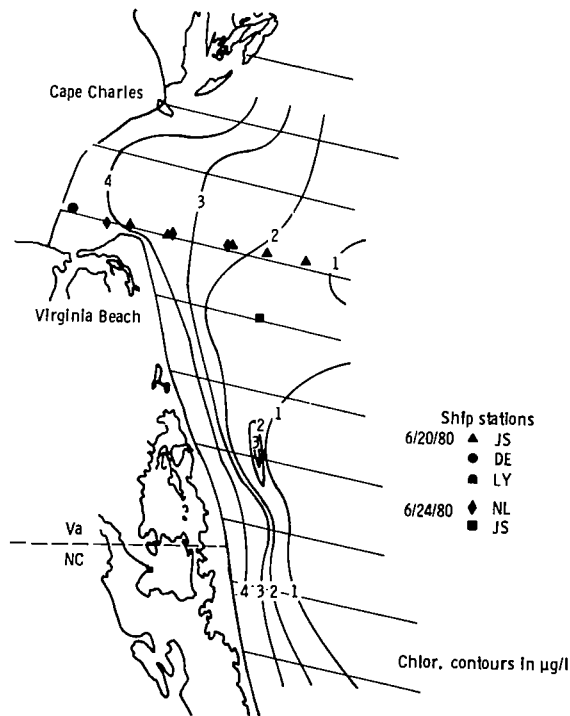 Cape Charles
4
3
2
1
Virginia Beach
1
2
3
Ship stations
6/20/80 JS
DE
LY
6/24/80 NL
JS
Va
NC
4 3 2 1
Chlor. contours in µg/l